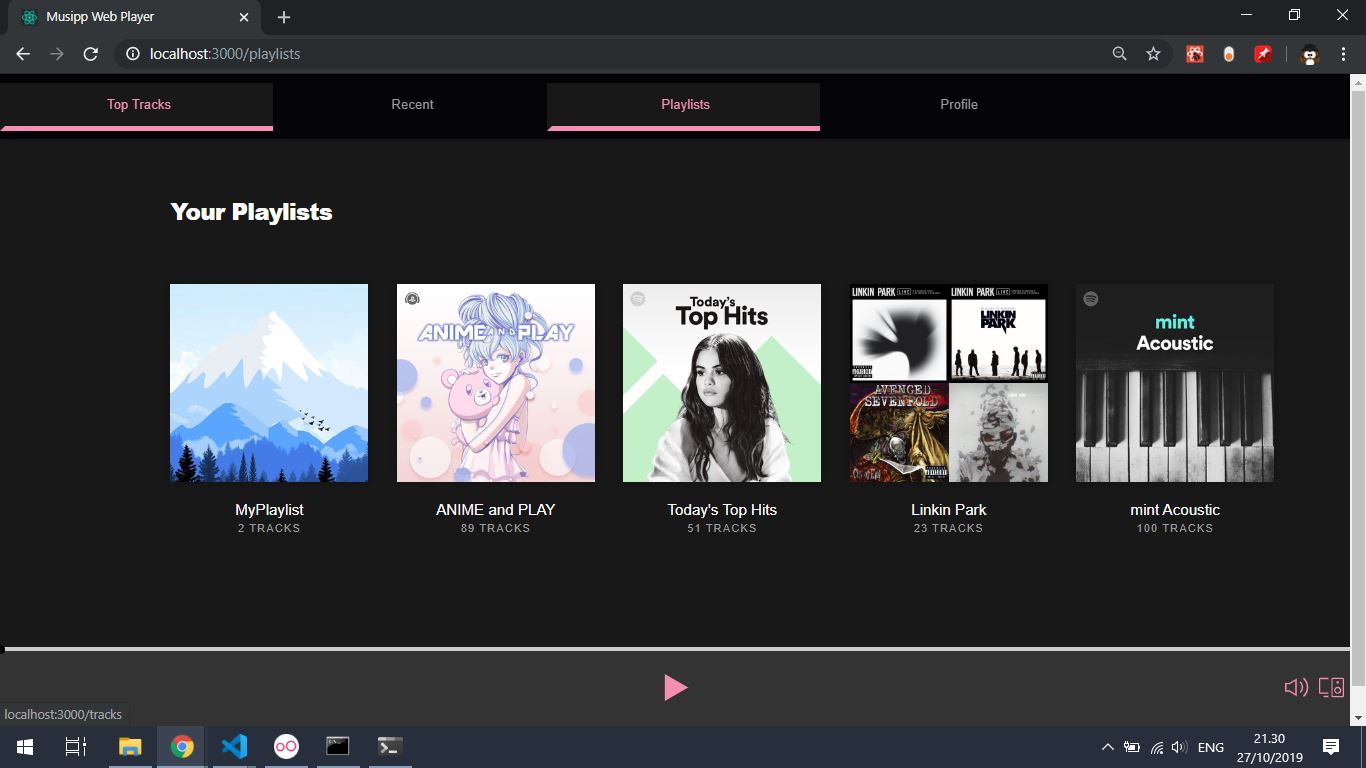 Musipp Web Player
localhost:3000/playlists
Top Tracks
Recent
Playlists
Profile
Your Playlists
ANIME AND PLAY
Today's
Top Hits
LINKIN PARK LIVE
LINKIN PARK LIVE
LINKIN
PARK
AVENGED
SEVENFOLD
mint
Acoustic
MyPlaylist
2 TRACKS
ANIME and PLAY
89 TRACKS
Today's Top Hits
51 TRACKS
Linkin Park
23 TRACKS
mint Acoustic
100 TRACKS
localhost:3000/tracks
ENG
21.30
27/10/2019